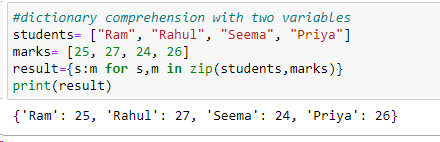 #dictionary comprehension with two variables
students= ["Ram", "Rahul", "Seema", "Priya"]
marks= [25, 27, 24, 26]
result={s:m for s,m in zip(students,marks)}
print(result)
{'Ram': 25, 'Rahul': 27, 'Seema': 24, 'Priya': 26}